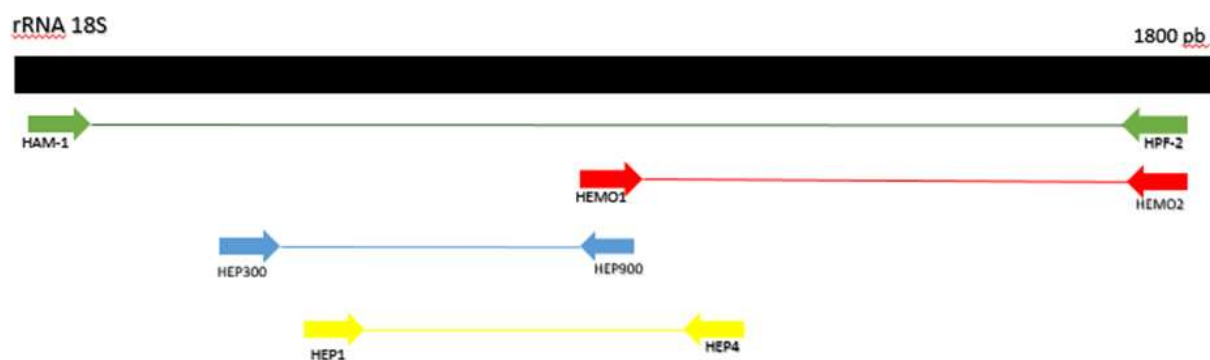 rRNA 18S
1800 pb
HAM-1
HPF-2
HEMO1
HEMO2
HEP300
HEP900
HEP1
HEP4